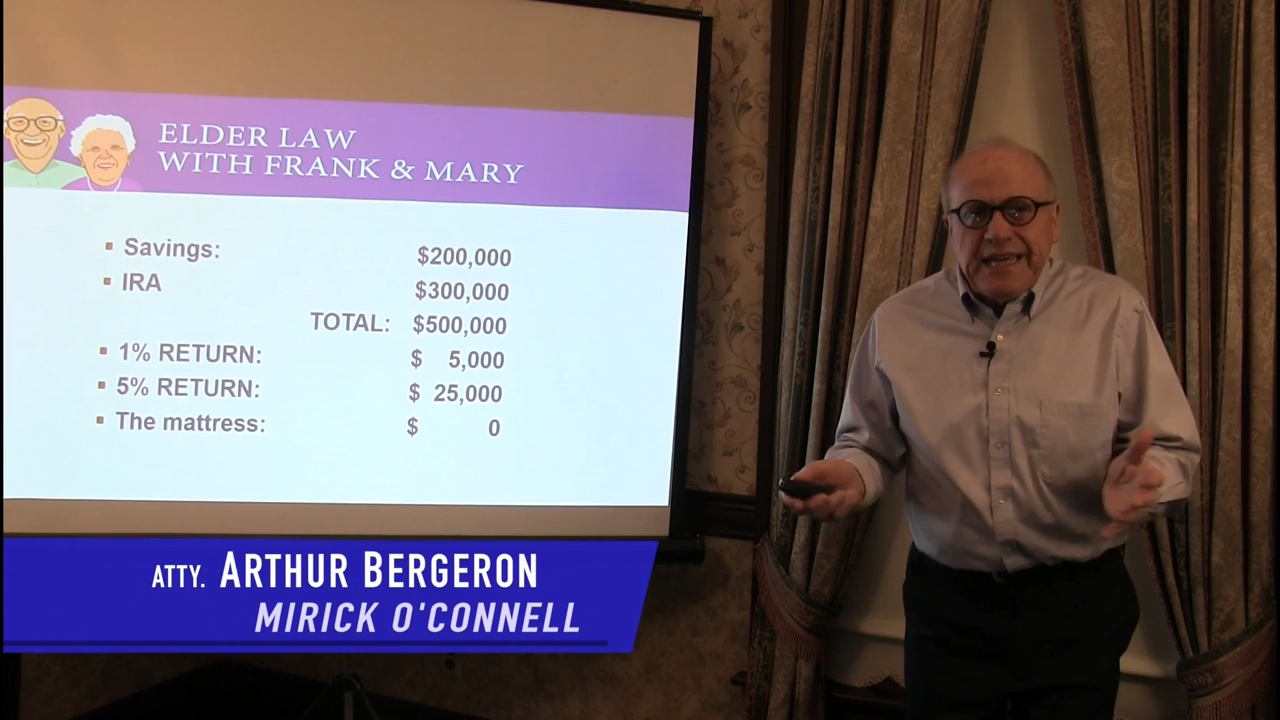 ELDER LAW
WITH FRANK & MARY
▪ Savings: $200,000
▪ IRA $300,000
TOTAL: $500,000
▪ 1% RETURN: $ 5,000
▪ 5% RETURN: $ 25,000
▪ The mattress: $ 0
ATTY. ARTHUR BERGERON
MIRICK O'CONNELL